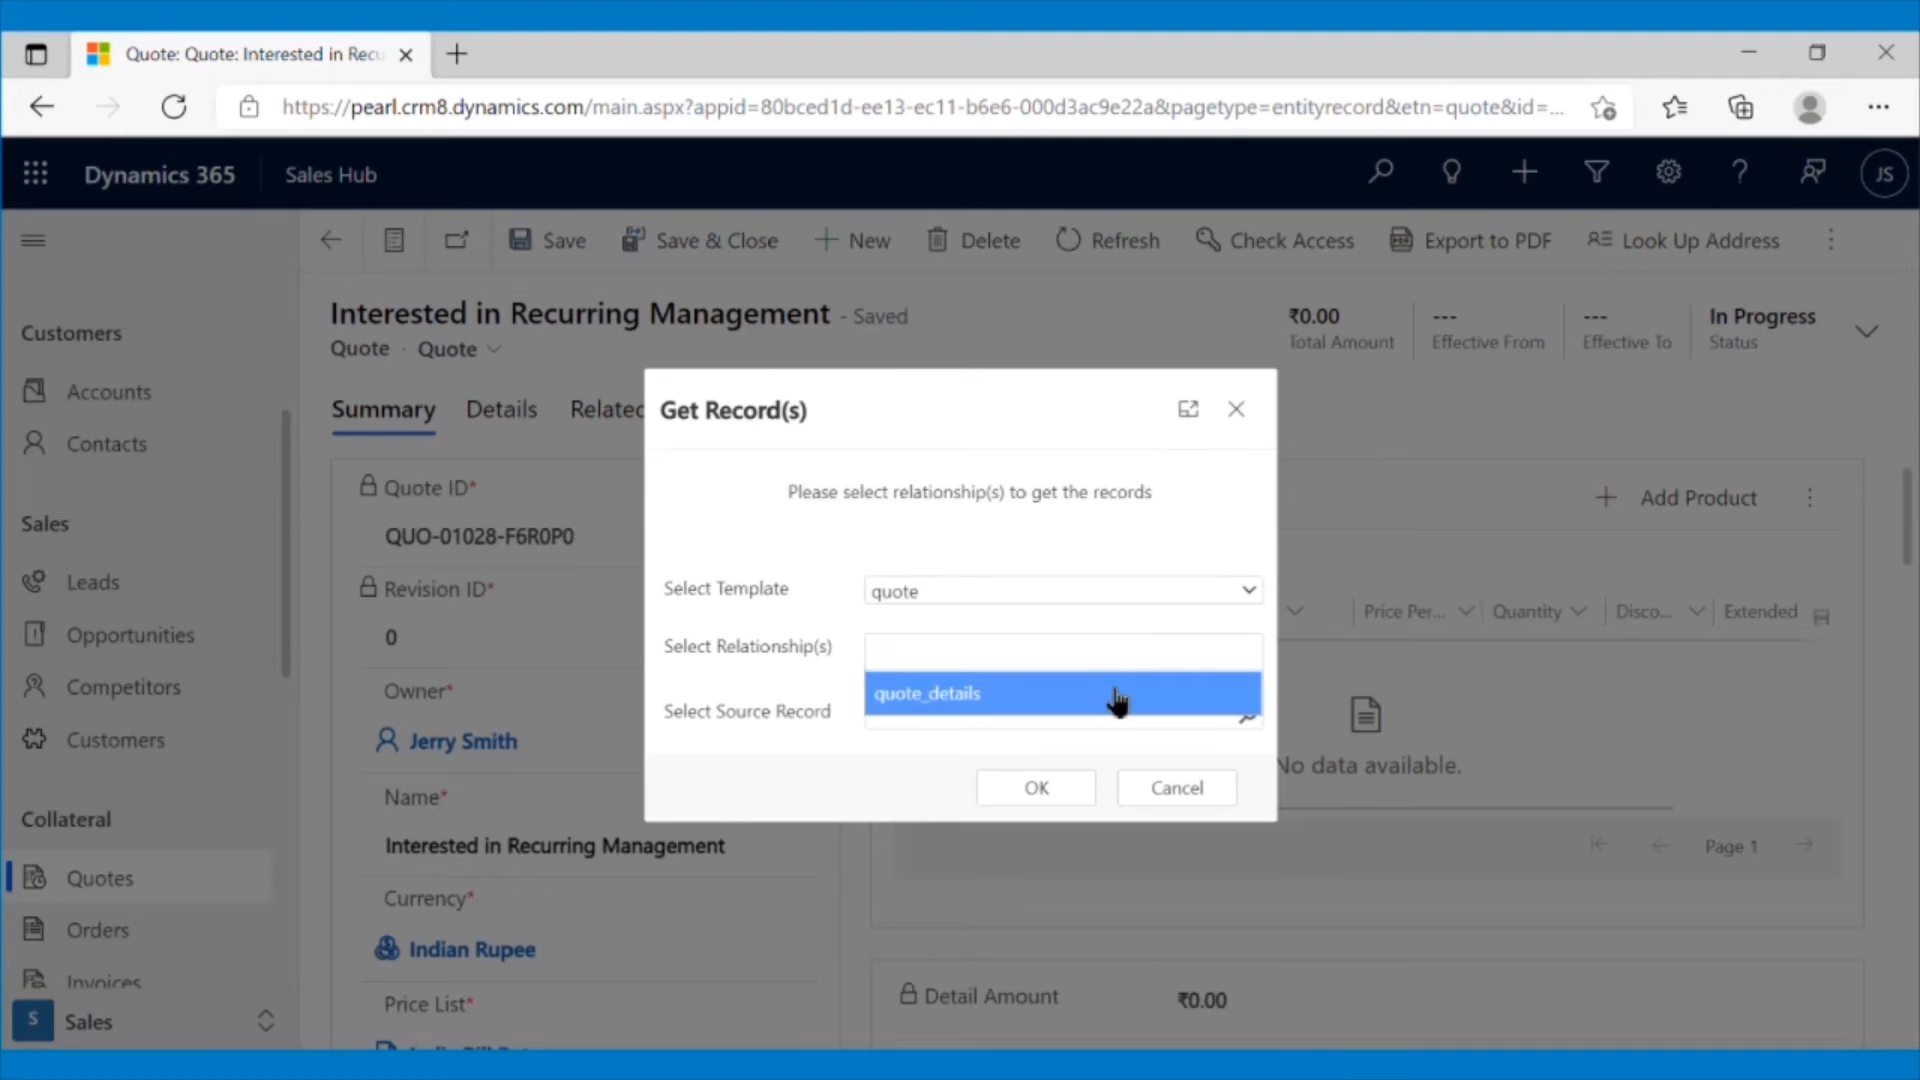 Quote: Quote: Interested in Recu
https://pearl.crm8.dynamics.com/main.aspx?appid=80bced1d-ee13-ec11-b6e6-000d3ac9e22a&pagetype=entityrecord&etn=quote&id=...
Dynamics 365
Sales Hub
JS
Save
Save & Close
New
Delete
Refresh
Check Access
Export to PDF
Look Up Address
Customers
Accounts
Contacts
Sales
Leads
Opportunities
Competitors
Customers
Collateral
Quotes
Orders
Invoices
S
Sales
Interested in Recurring Management - Saved
Quote · Quote
₹0.00
Total Amount
---
Effective From
---
Effective To
In Progress
Status
Summary
Details
Related
Quote ID*
QUO-01028-F6R0P0
Revision ID*
0
Owner*
Jerry Smith
Name*
Interested in Recurring Management
Currency*
Indian Rupee
Price List*
Get Record(s)
Please select relationship(s) to get the records
Select Template
quote
Select Relationship(s)
quote_details
Select Source Record
OK
Cancel
Add Product
Price Per...
Quantity
Disco...
Extended
No data available.
Page 1
Detail Amount
₹0.00